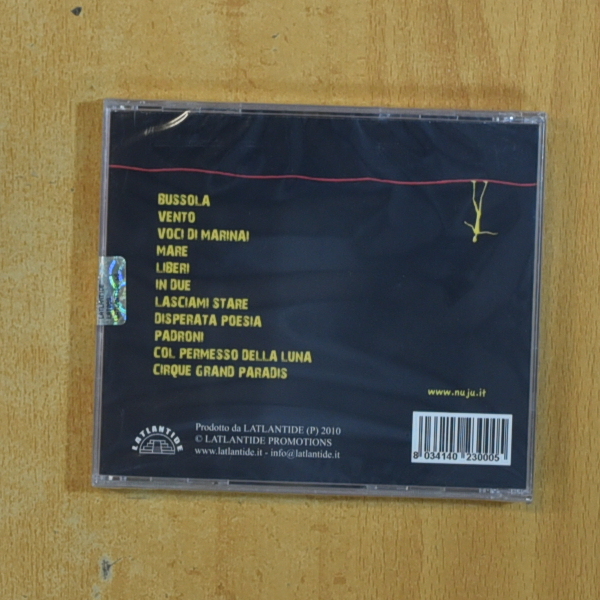 BUSSOLA
VENTO
VOCI DI MARINAI
MARE
LIBERI
IN DUE
LASCIAMI STARE
DISPERATA POESIA
PADRONI
COL PERMESSO DELLA LUNA
CIRQUE GRAND PARADIS
www.nuju.it
LATLANTIDE
Prodotto da LATLANTIDE (P) 2010
© LATLANTIDE PROMOTIONS
www.latlantide.it - info@latlantide.it
8 034140 230005